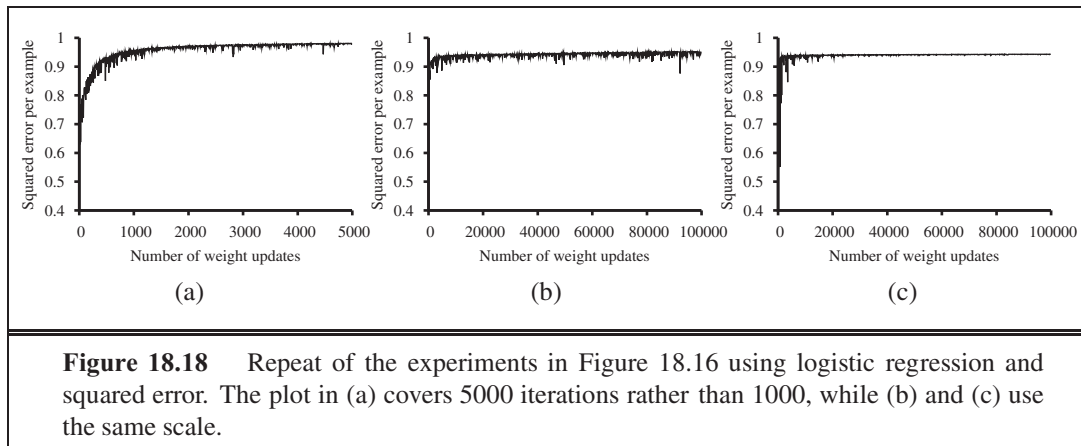 Squared error per example
1
0.9
0.8
0.7
0.6
0.5
0.4
0 1000 2000 3000 4000 5000
Number of weight updates
(a)
Squared error per example
1
0.9
0.8
0.7
0.6
0.5
0.4
0 20000 40000 60000 80000 100000
Number of weight updates
(b)
Squared error per example
1
0.9
0.8
0.7
0.6
0.5
0.4
0 20000 40000 60000 80000 100000
Number of weight updates
(c)
Figure 18.18 Repeat of the experiments in Figure 18.16 using logistic regression and
squared error. The plot in (a) covers 5000 iterations rather than 1000, while (b) and (c) use
the same scale.